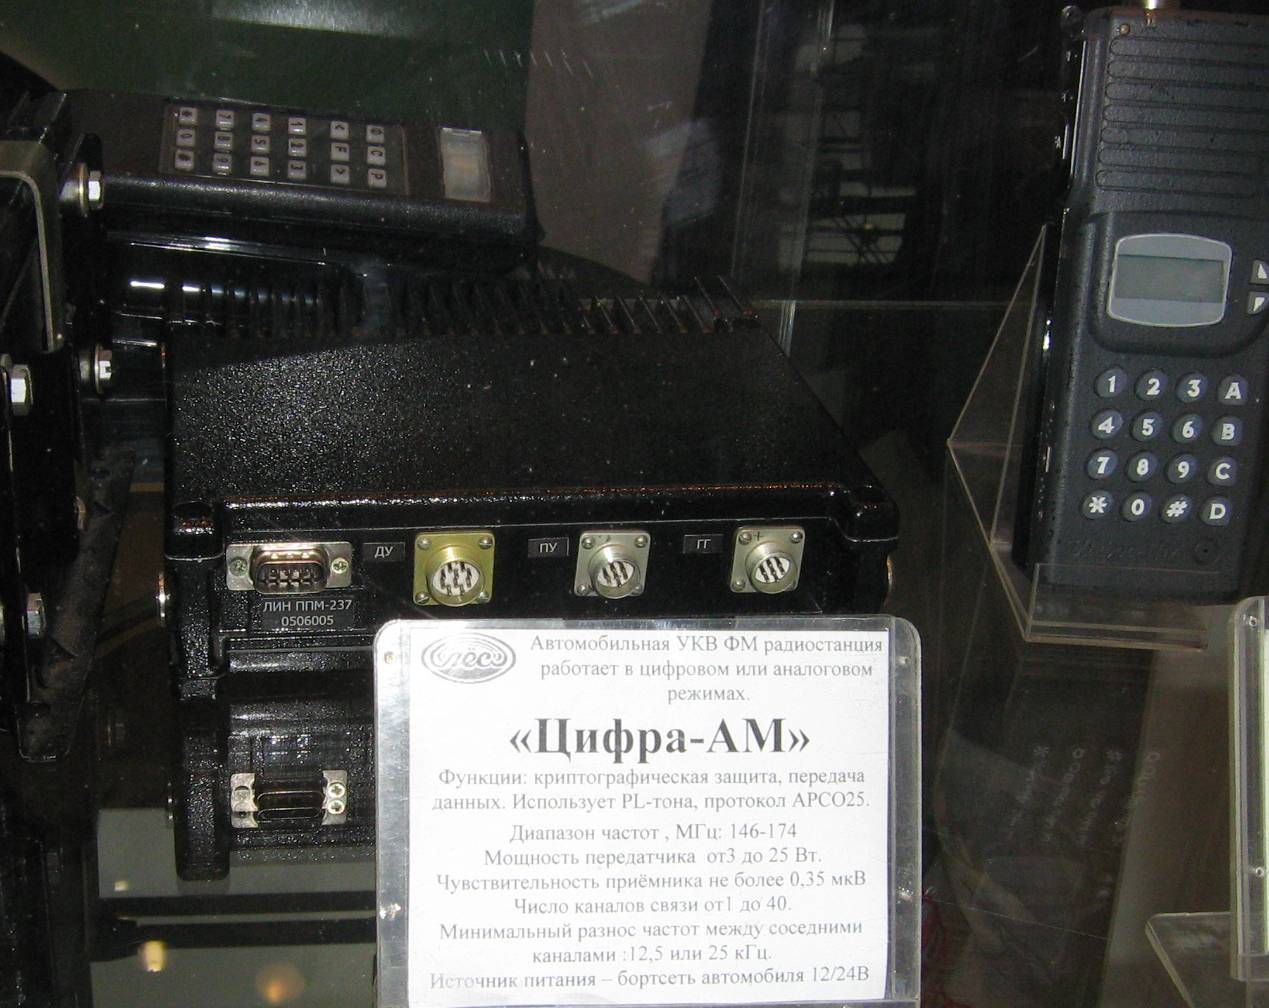 1 2 3 A
4 5 6 B
7 8 9 C
* 0 # D
ДУ
ПУ
ГГ
ЛИН ППМ-237
0506005
Автомобильная УКВ ФМ радиостанция
работает в цифровом или аналоговом
режимах.
«Цифра-АМ»
Функции: криптографическая защита, передача
данных. Использует PL-тона, протокол АРСО25.
Диапазон частот , МГц: 146-174
Мощность передатчика от3 до 25 Вт.
Чувствительность приёмника не более 0,35 мкВ
Число каналов связи от1 до 40.
Минимальный разнос частот между соседними
каналами :12,5 или 25 кГц.
Источник питания – бортсеть автомобиля 12/24В